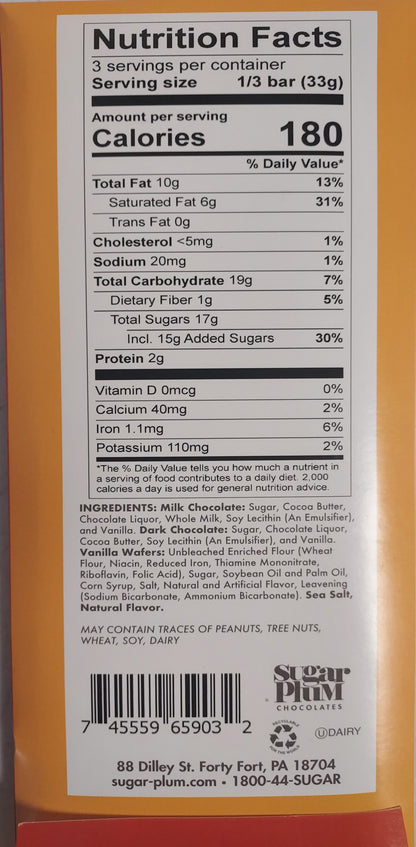 Nutrition Facts
3 servings per container
Serving size 1/3 bar (33g)
Amount per serving
Calories 180
% Daily Value*
Total Fat 10g 13%
Saturated Fat 6g 31%
Trans Fat 0g
Cholesterol <5mg 1%
Sodium 20mg 1%
Total Carbohydrate 19g 7%
Dietary Fiber 1g 5%
Total Sugars 17g
Incl. 15g Added Sugars 30%
Protein 2g
Vitamin D 0mcg 0%
Calcium 40mg 2%
Iron 1.1mg 6%
Potassium 110mg 2%
*The % Daily Value tells you how much a nutrient in
a serving of food contributes to a daily diet. 2,000
calories a day is used for general nutrition advice.
INGREDIENTS: Milk Chocolate: Sugar, Cocoa Butter,
Chocolate Liquor, Whole Milk, Soy Lecithin (An Emulsifier),
and Vanilla. Dark Chocolate: Sugar, Chocolate Liquor,
Cocoa Butter, Soy Lecithin (An Emulsifier), and Vanilla.
Vanilla Wafers: Unbleached Enriched Flour (Wheat
Flour, Niacin, Reduced Iron, Thiamine Mononitrate,
Riboflavin, Folic Acid), Sugar, Soybean Oil and Palm Oil,
Corn Syrup, Salt, Natural and Artificial Flavor, Leavening
(Sodium Bicarbonate, Ammonium Bicarbonate). Sea Salt,
Natural Flavor.
MAY CONTAIN TRACES OF PEANUTS, TREE NUTS,
WHEAT, SOY, DAIRY
sugar
PluM
CHOCOLATES
7 45559 65903 2
RECYCLABLE
FOR THE WORLD
U DAIRY
88 Dilley St. Forty Fort, PA 18704
sugar-plum.com • 1800-44-SUGAR